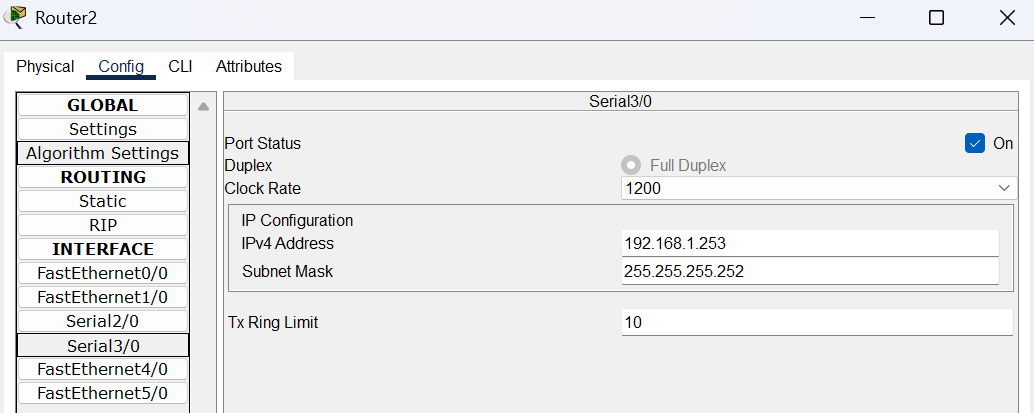 Router2
Physical Config CLI Attributes
GLOBAL
Settings
Algorithm Settings
ROUTING
Static
RIP
INTERFACE
FastEthernet0/0
FastEthernet1/0
Serial2/0
Serial3/0
FastEthernet4/0
FastEthernet5/0
Serial3/0
Port Status On
Duplex Full Duplex
Clock Rate 1200
IP Configuration
IPv4 Address 192.168.1.253
Subnet Mask 255.255.255.252
Tx Ring Limit 10